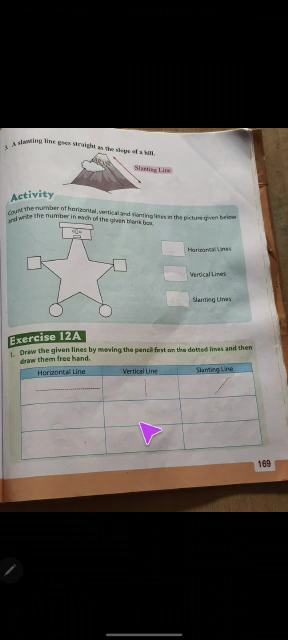 3. A slanting line goes straight as the slope of a hill.
Slanting Line
Activity
Count the number of horizontal, vertical and slanting lines in the picture given below
and write the number in each of the given blank box.
Horizontal Lines
Vertical Lines
Slanting Lines
Exercise 12A
1. Draw the given lines by moving the pencil first on the dotted lines and then
draw them free hand.
Horizontal Line Vertical Line Slanting Line
169